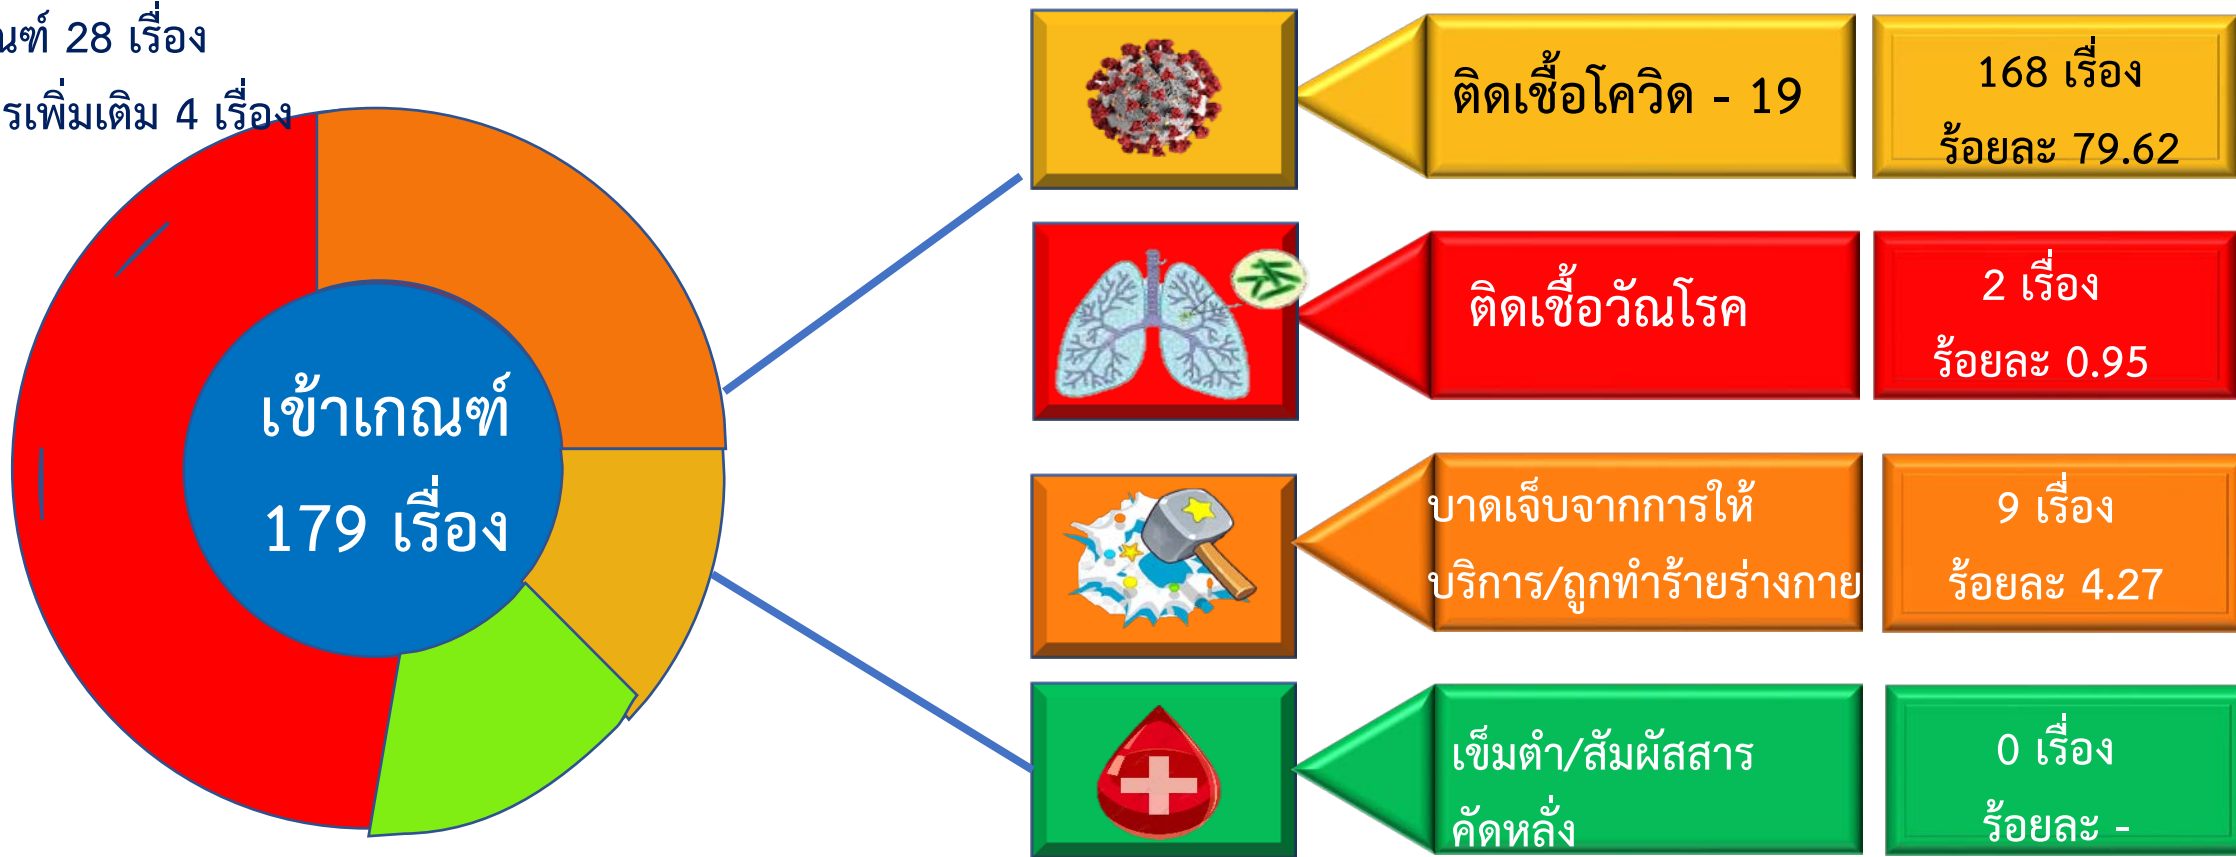 28 เรื่อง
เพิ่มเติม 4 เรื่อง
เข้าเกณฑ์
179 เรื่อง
ติดเชื้อโควิด - 19
168 เรื่อง
ร้อยละ 79.62
ติดเชื้อวัณโรค
2 เรื่อง
ร้อยละ 0.95
บาดเจ็บจากการให้
บริการ/ถูกทำร้ายร่างกาย
9 เรื่อง
ร้อยละ 4.27
เข็มตำ/สัมผัสสาร
คัดหลั่ง
0 เรื่อง
ร้อยละ -